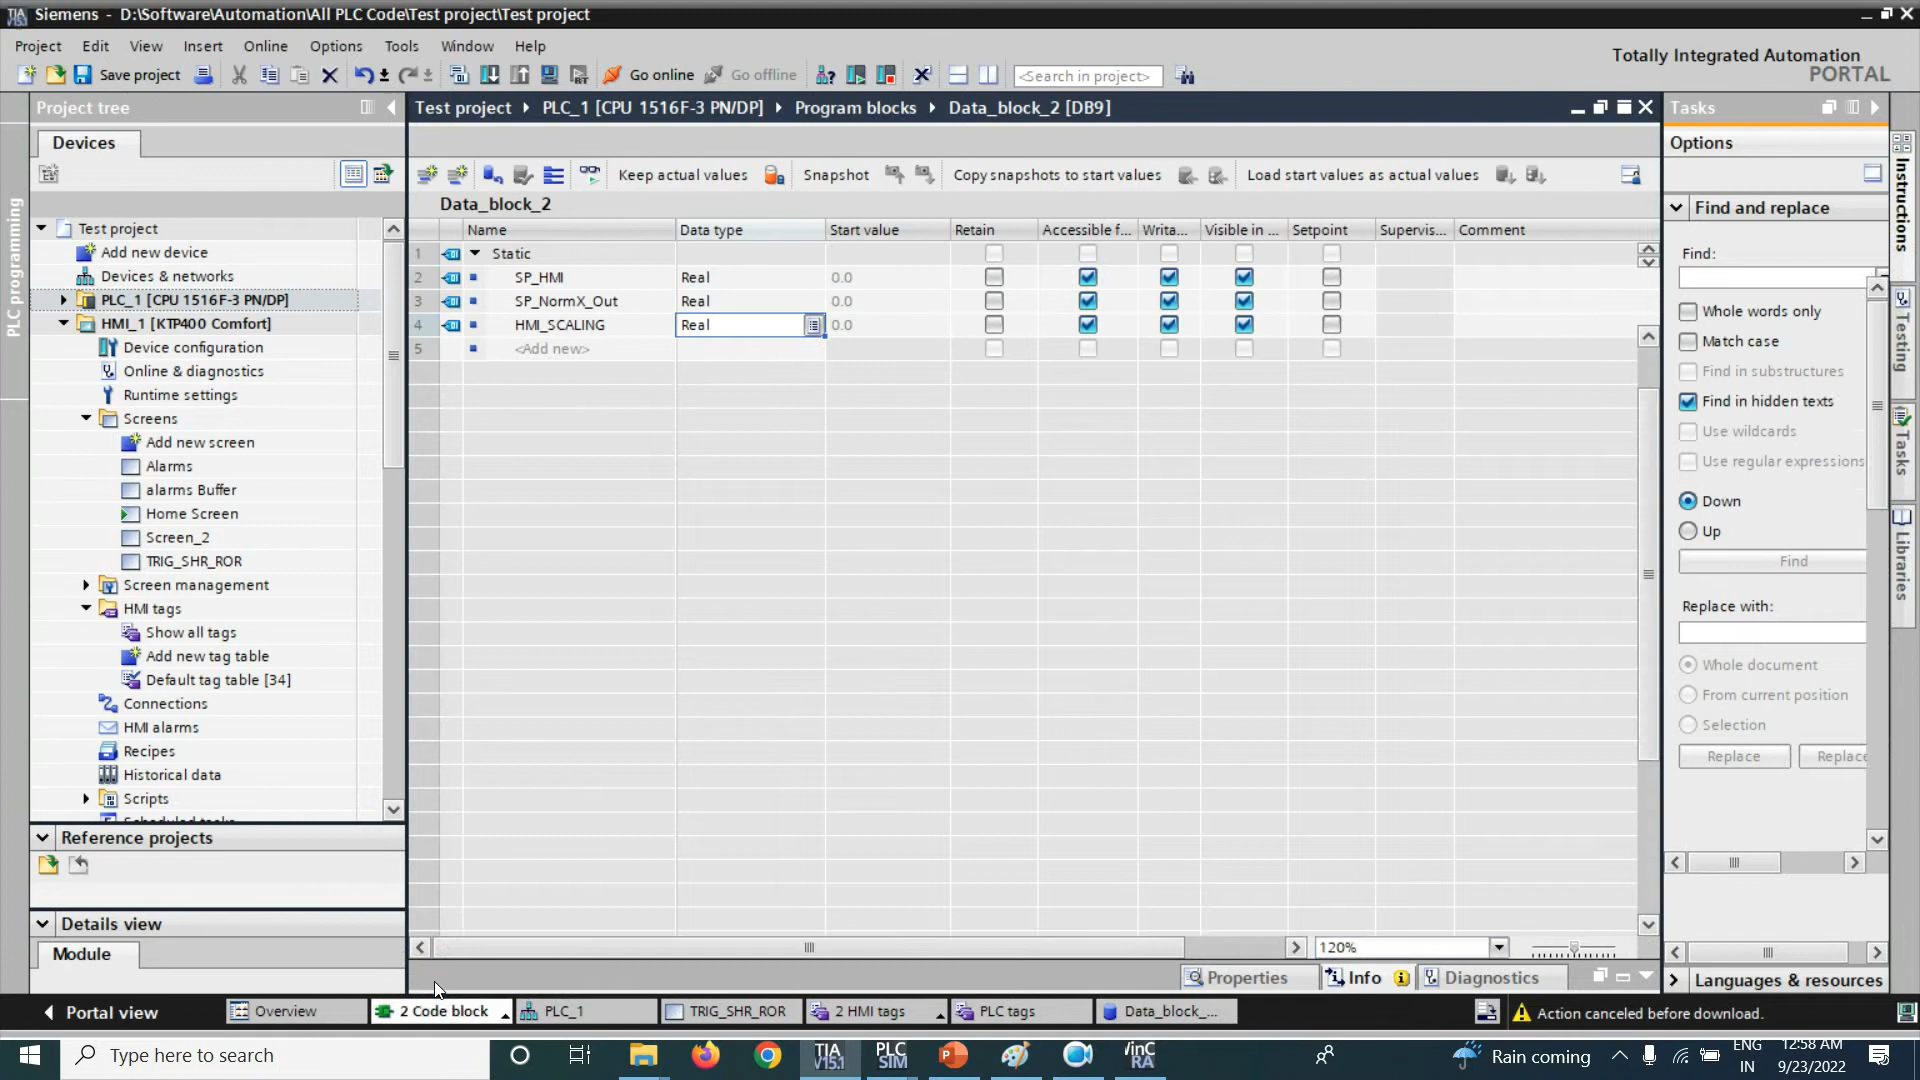 Siemens - D:\Software\Automation\All PLC Code\Test project\Test project
Project Edit View Insert Online Options Tools Window Help
Totally Integrated Automation
PORTAL
Save project Go online Go offline <Search in project>
Project tree
Test project PLC_1 [CPU 1516F-3 PN/DP] Program blocks Data_block_2 [DB9]
Tasks
Devices
Options
Keep actual values Snapshot Copy snapshots to start values Load start values as actual values
Data_block_2
Name Data type Start value Retain Accessible f... Writa... Visible in ... Setpoint Supervis... Comment
1 Static
2 SP_HMI Real 0.0
3 SP_NormX_Out Real 0.0
4 HMI_SCALING Real 0.0
5 <Add new>
Test project
Add new device
Devices & networks
PLC_1 [CPU 1516F-3 PN/DP]
HMI_1 [KTP400 Comfort]
Device configuration
Online & diagnostics
Runtime settings
Screens
Add new screen
Alarms
alarms Buffer
Home Screen
Screen_2
TRIG_SHR_ROR
Screen management
HMI tags
Show all tags
Add new tag table
Default tag table [34]
Connections
HMI alarms
Recipes
Historical data
Scripts
Reference projects
Details view
Module
PLC programming
Find and replace
Find:
Whole words only
Match case
Find in substructures
Find in hidden texts
Use wildcards
Use regular expressions
Down
Up
Find
Replace with:
Whole document
From current position
Selection
Replace Replace
Languages & resources
Instructions
Testing
Tasks
Libraries
120%
Properties Info Diagnostics
Portal view Overview 2 Code block PLC_1 TRIG_SHR_ROR 2 HMI tags PLC tags Data_block_... Action canceled before download.
Type here to search
TIA V15.1
PLC SIM
WinC RA
Rain coming
ENG
IN
12:58 AM
9/23/2022